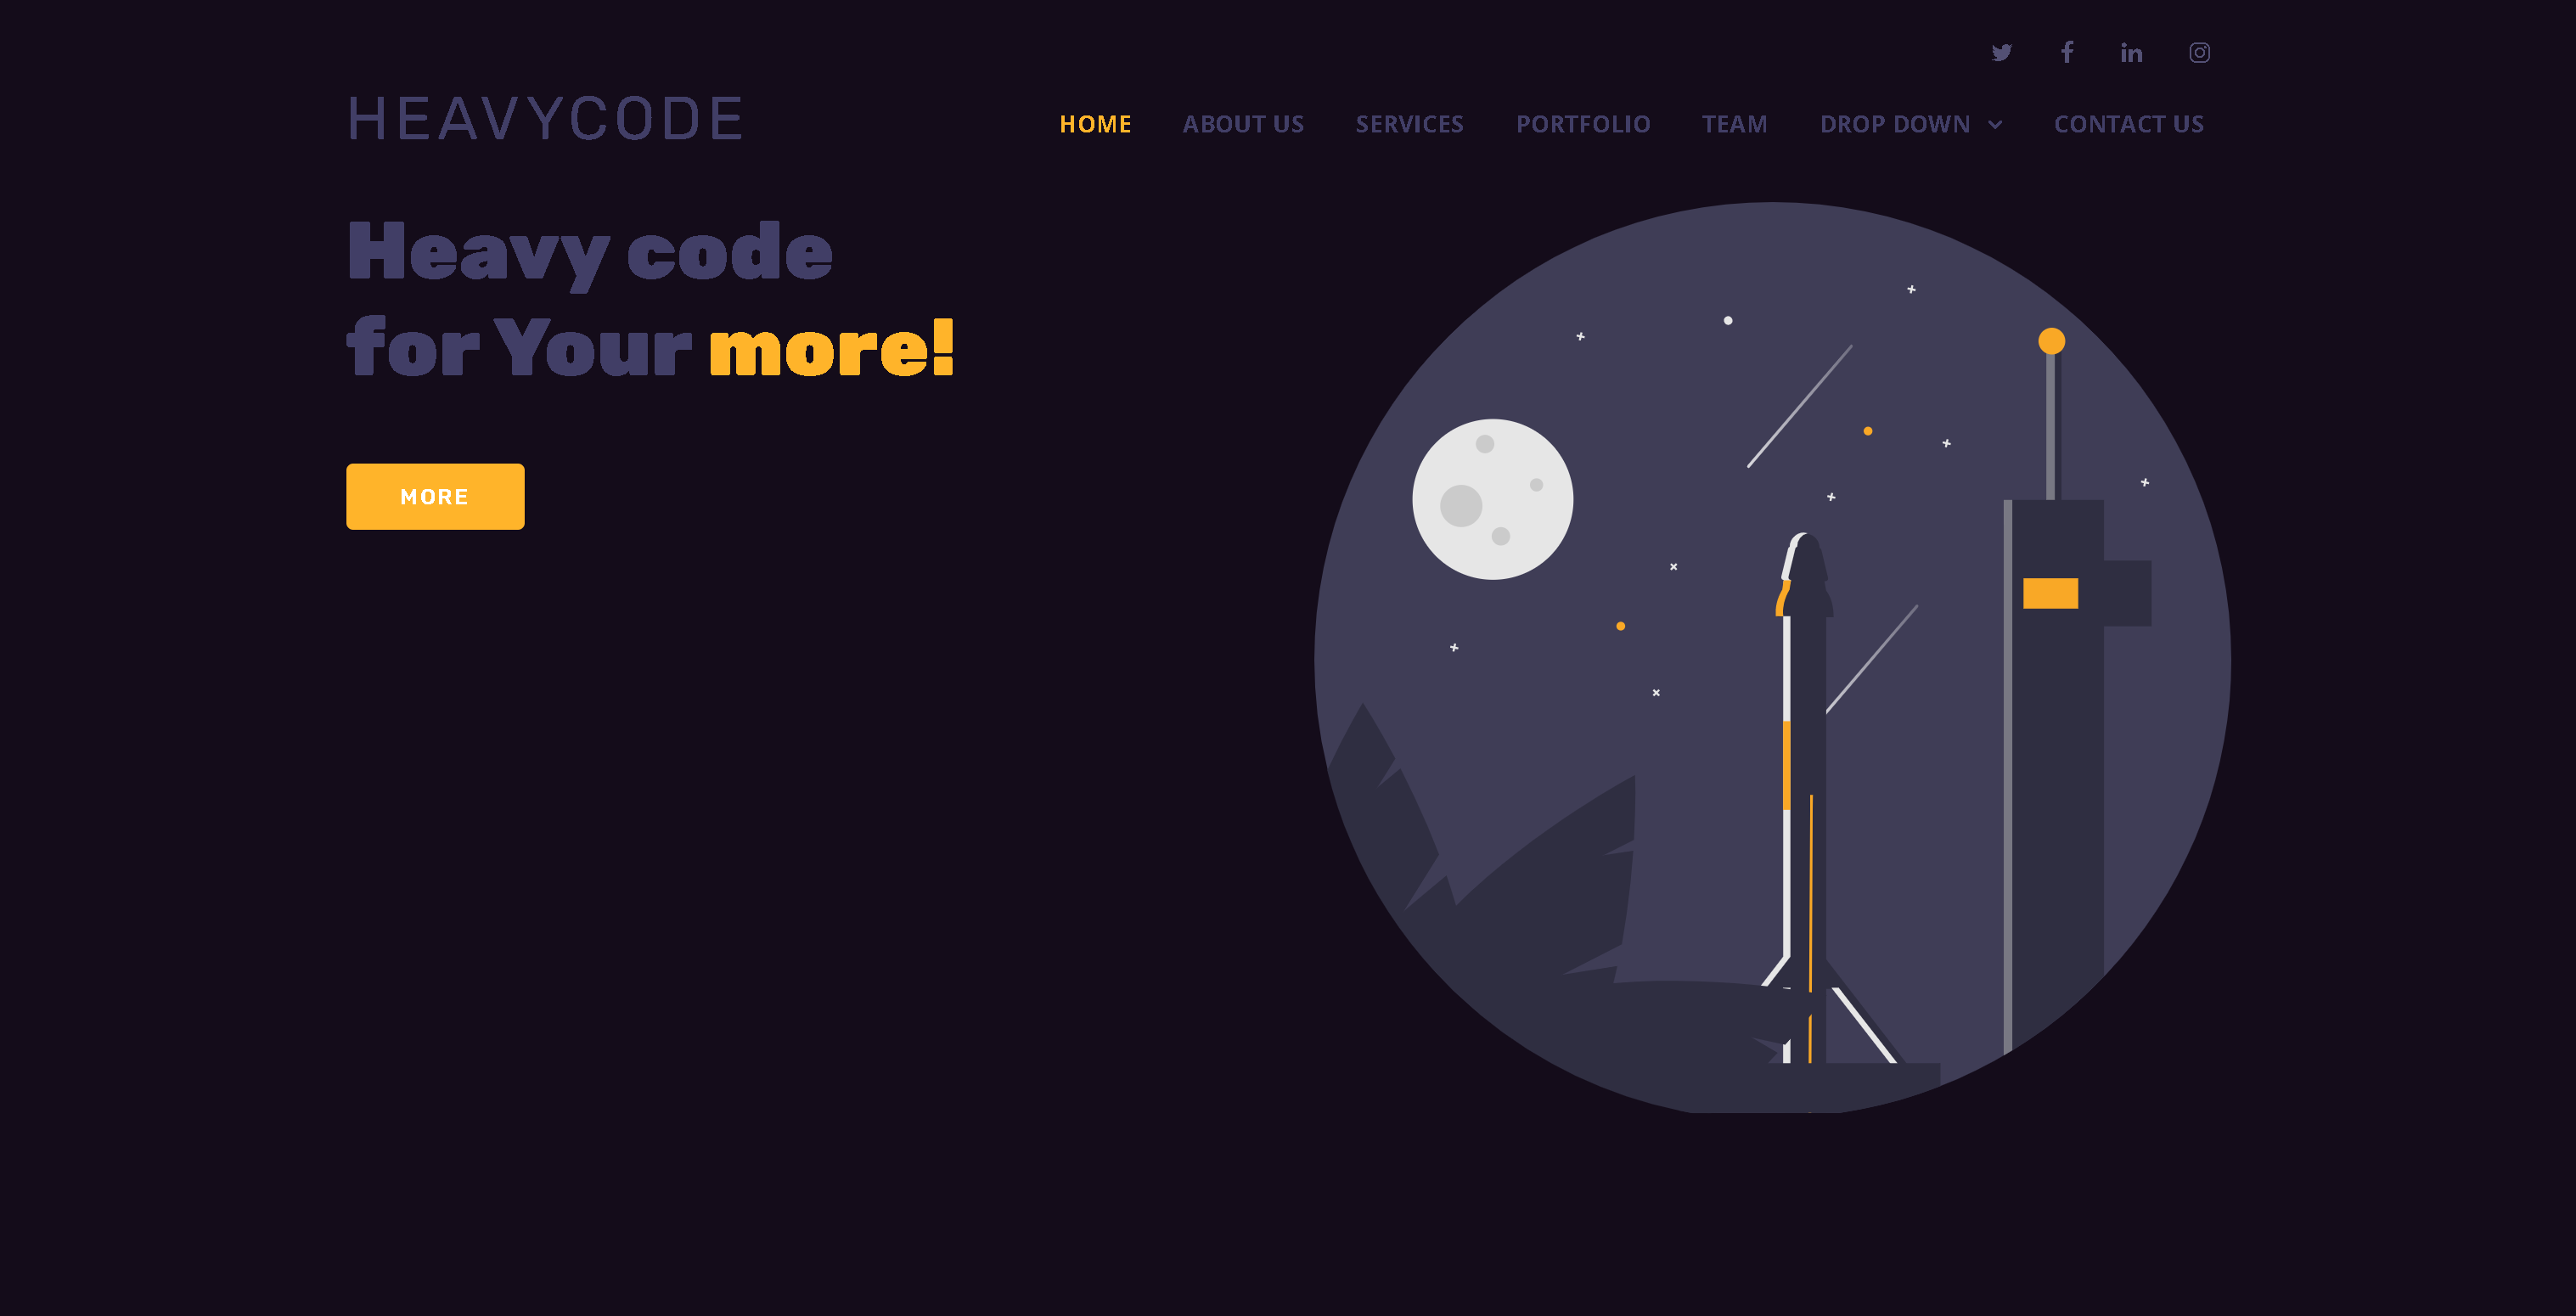 HEAVYCODE
HOME ABOUT US SERVICES PORTFOLIO TEAM DROP DOWN CONTACT US
Heavy code
for Your more!
MORE